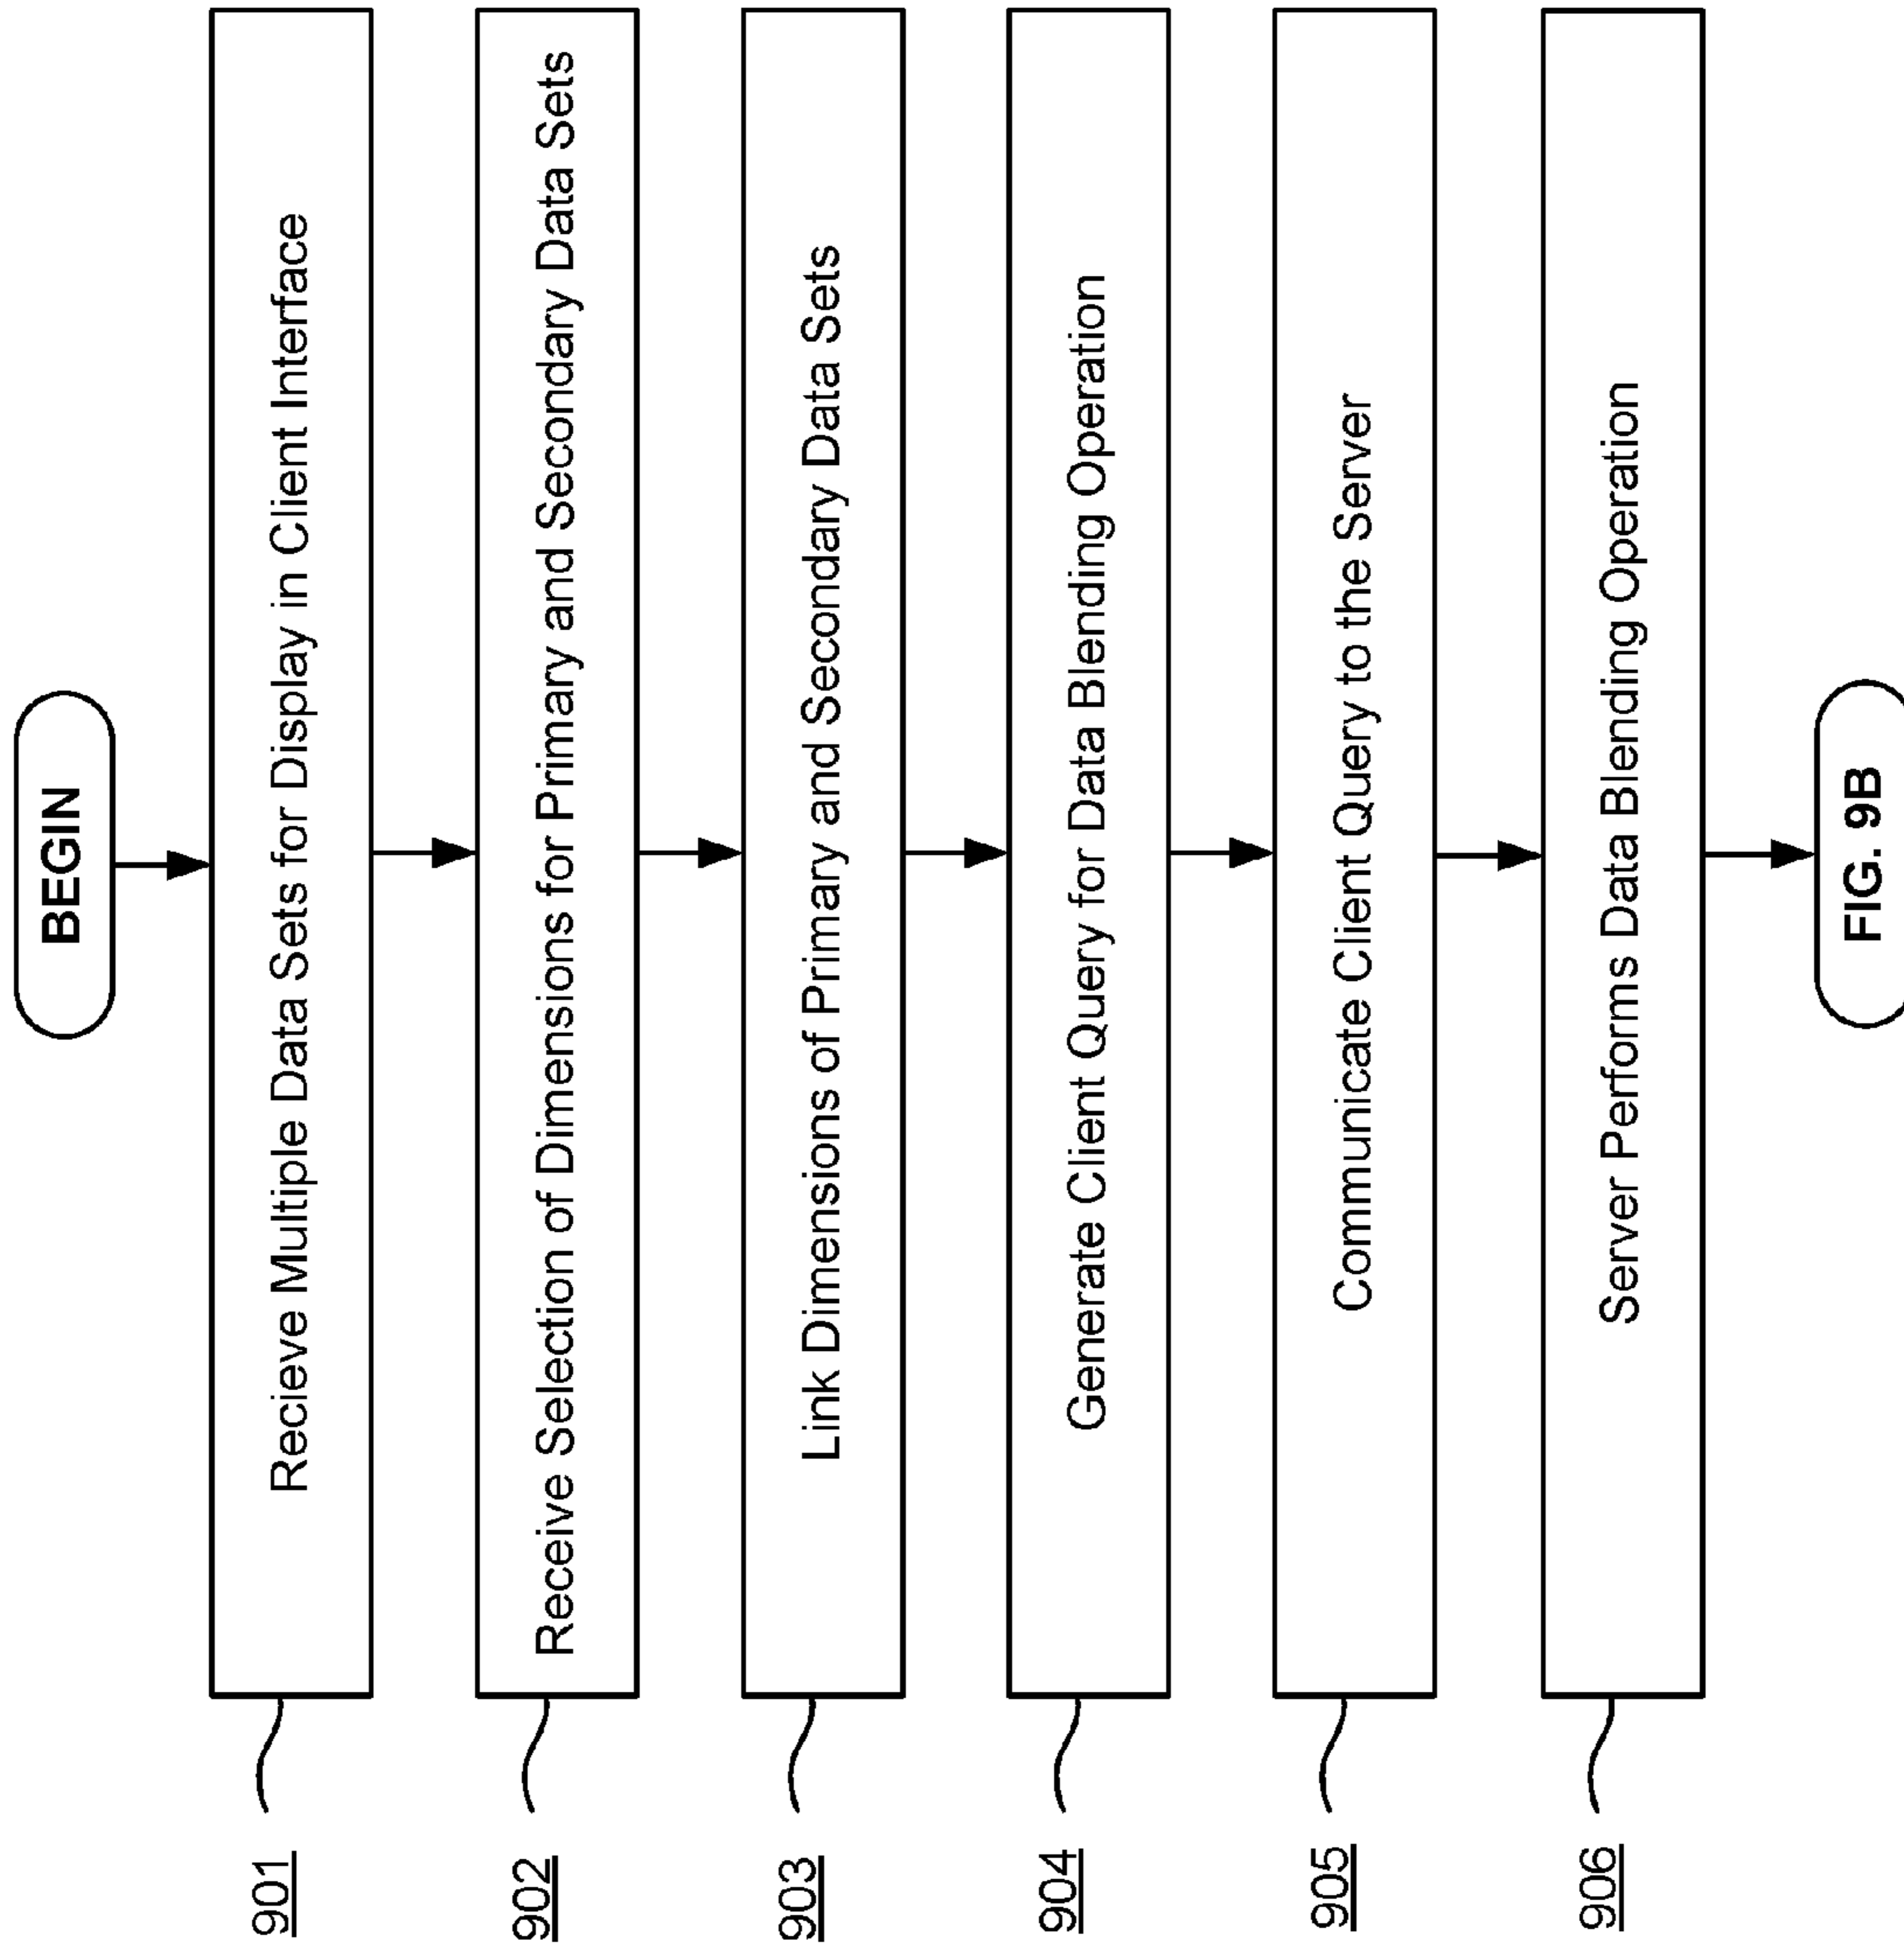 BEGIN
901
Recieve Multiple Data Sets for Display in Client Interface
902
Receive Selection of Dimensions for Primary and Secondary Data Sets
903
Link Dimensions of Primary and Secondary Data Sets
904
Generate Client Query for Data Blending Operation
905
Communicate Client Query to the Server
906
Server Performs Data Blending Operation
FIG. 9B